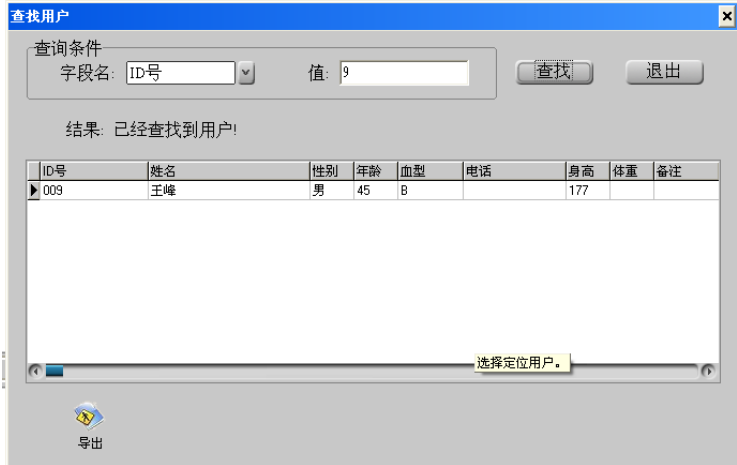 查找用户
查询条件
字段名: ID号 值: 9 查找 退出
结果: 已经查找到用户!
ID号 姓名 性别 年龄 血型 电话 身高 体重 备注
009 王峰 男 45 B 177
选择定位用户。
导出